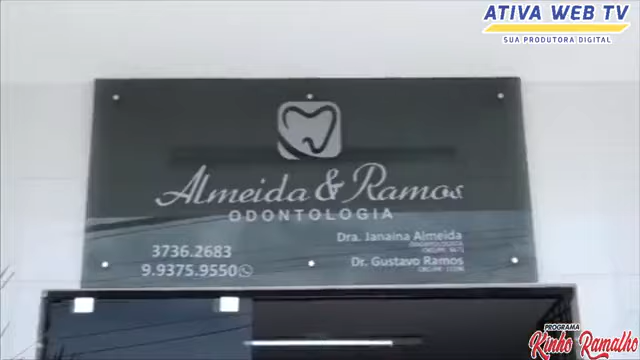 ATIVA WEB TV
SUA PRODUTORA DIGITAL
Almeida & Ramos
ODONTOLOGIA
3736.2683
9.9375.9550
Dra. Janaina Almeida
Dr. Gustavo Ramos
PROGRAMA
Kinho Ramalho